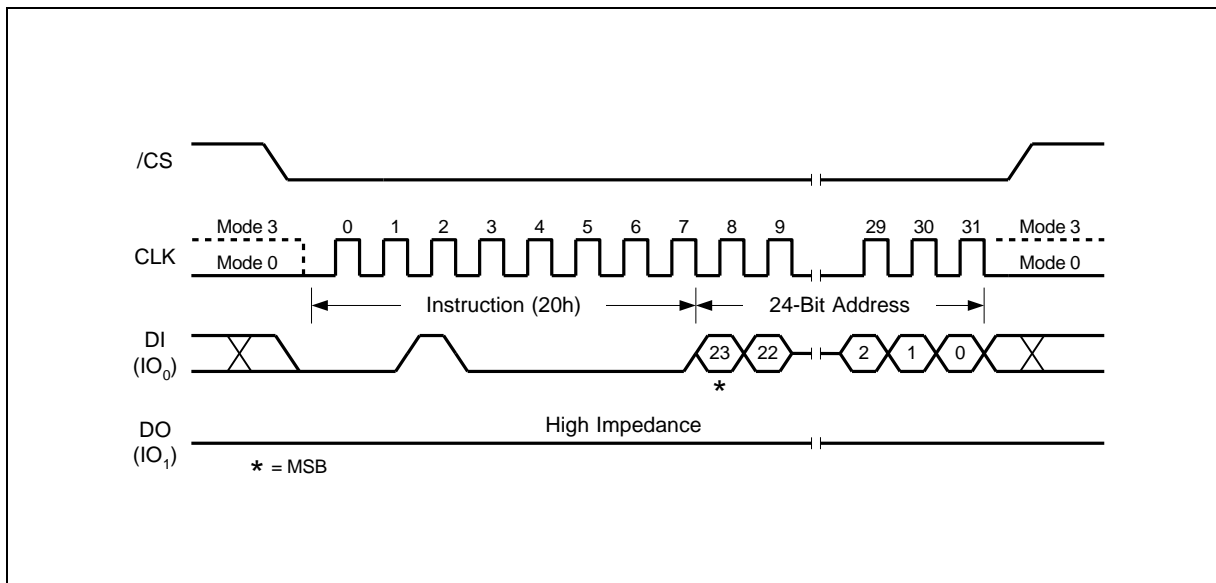 /CS
Mode 3 0 1 2 3 4 5 6 7 8 9 29 30 31 Mode 3
CLK
Mode 0 Mode 0
Instruction (20h) 24-Bit Address
DI
(IO0)
23 22 2 1 0
*
High Impedance
DO
(IO1)
* = MSB